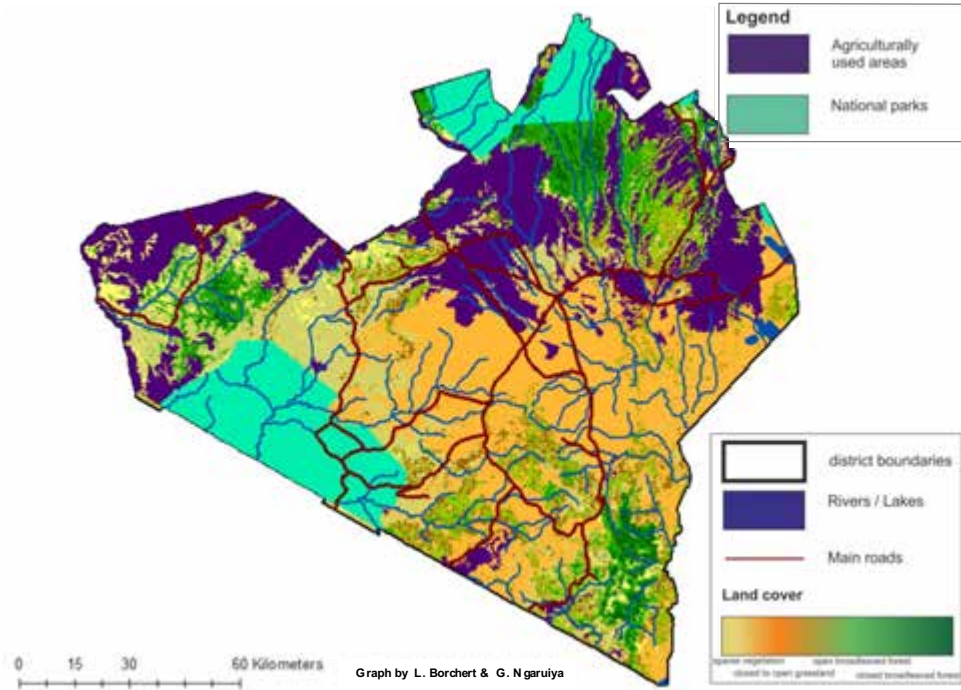 Legend
Agriculturally
used areas
National parks
district boundaries
Rivers / Lakes
Main roads
Land cover
sparse vegetation
open broadleaved forest
closed to open grassland
closed broadleaved forest
0 15 30 60 Kilometers
Graph by L. Borchert & G. Ngaruiya